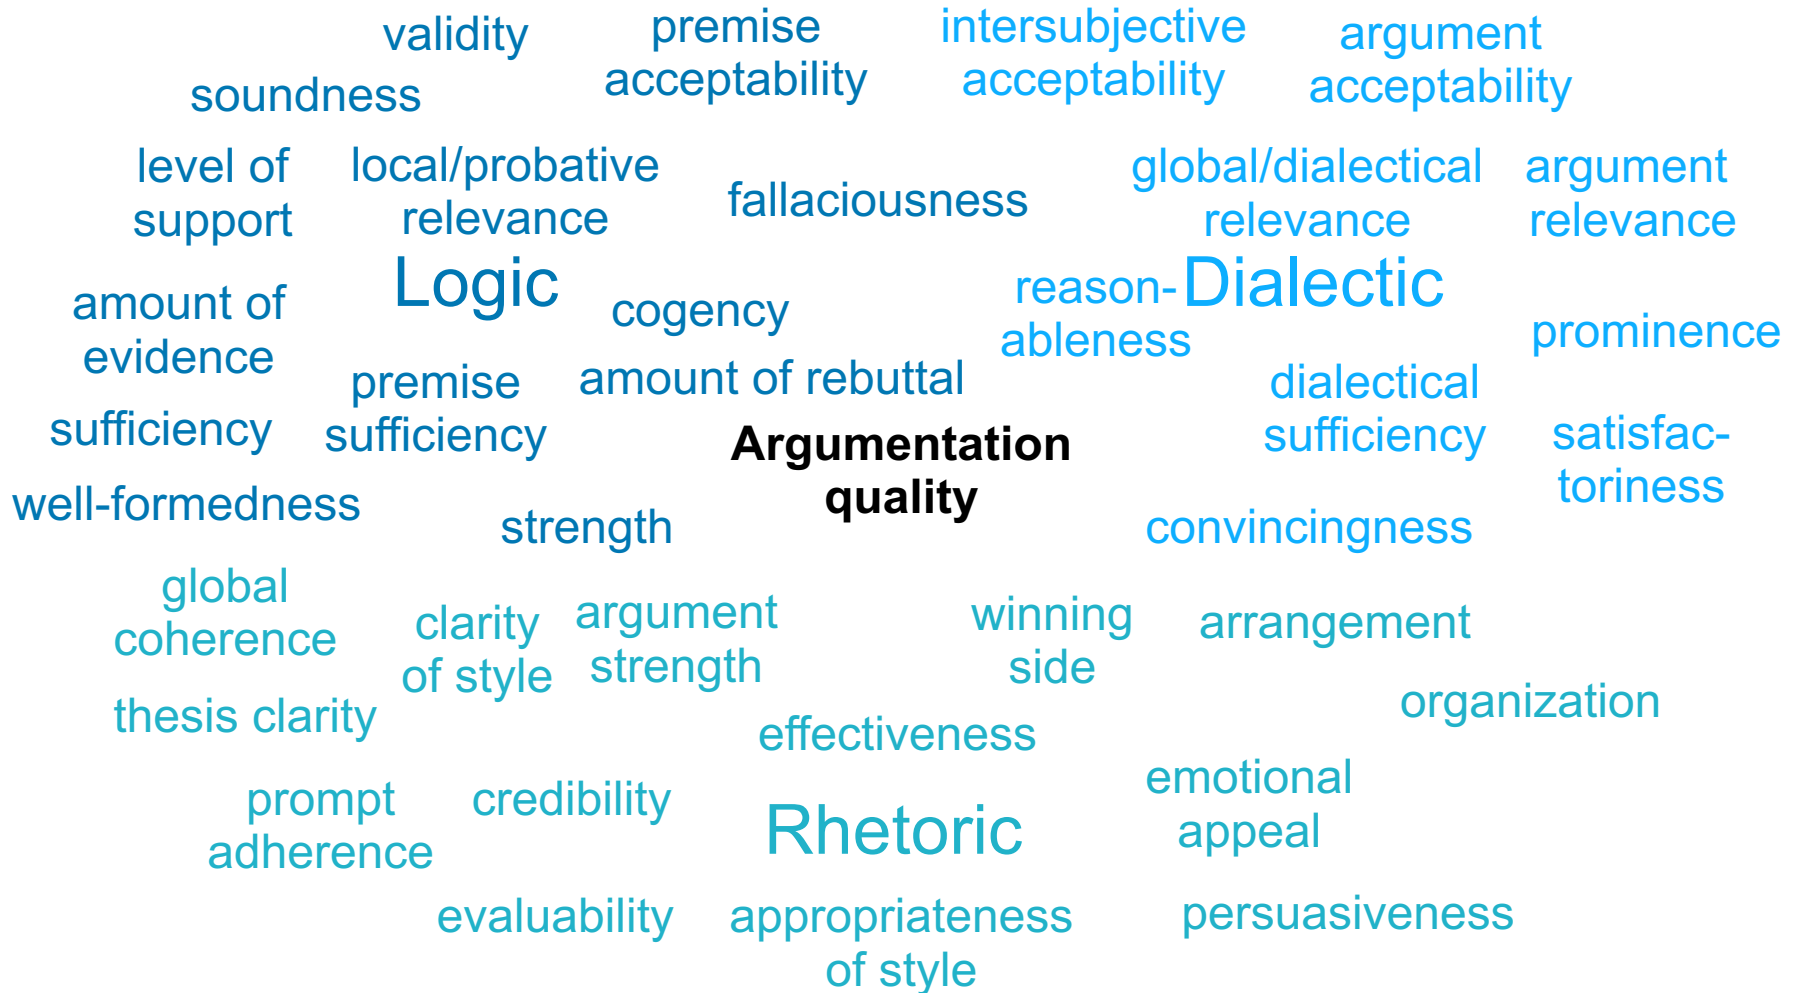 validity
premise
acceptability
intersubjective
acceptability
argument
acceptability
soundness
level of
support
local/probative
relevance
fallaciousness
global/dialectical
relevance
argument
relevance
Logic
Dialectic
amount of
evidence
cogency
reason-
ableness
prominence
premise
sufficiency
amount of rebuttal
dialectical
sufficiency
sufficiency
satisfac-
toriness
Argumentation
quality
well-formedness
strength
convincingness
global
coherence
clarity
of style
argument
strength
winning
side
arrangement
thesis clarity
effectiveness
organization
prompt
adherence
credibility
Rhetoric
emotional
appeal
evaluability
appropriateness
of style
persuasiveness